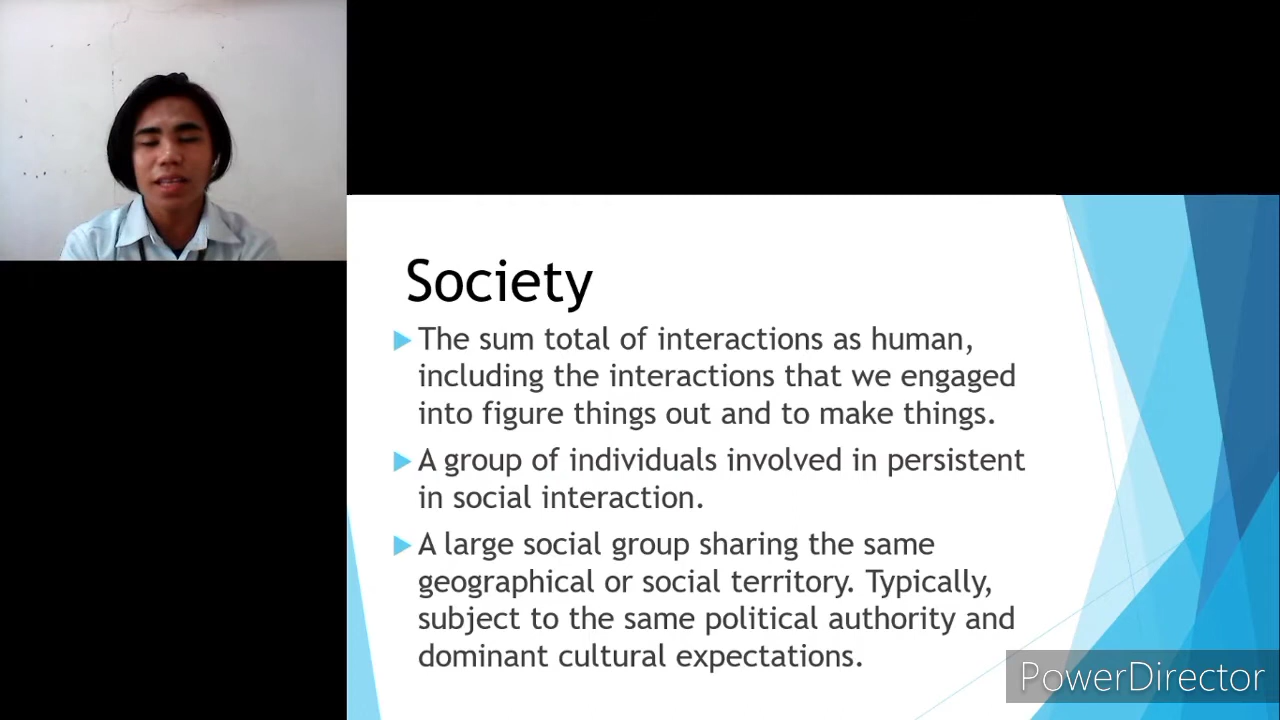 Society
The sum total of interactions as human,
including the interactions that we engaged
into figure things out and to make things.
A group of individuals involved in persistent
in social interaction.
A large social group sharing the same
geographical or social territory. Typically,
subject to the same political authority and
dominant cultural expectations.
PowerDirector